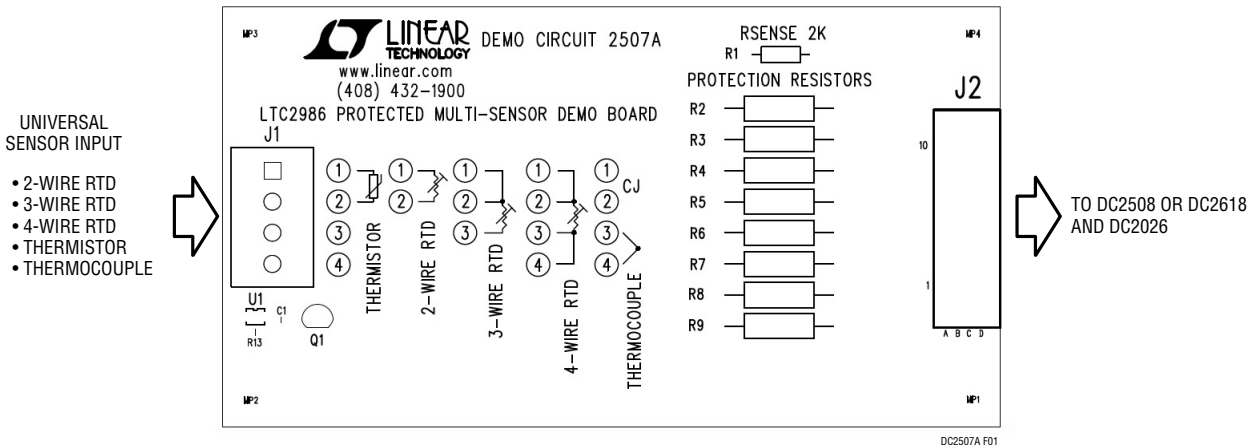 UNIVERSAL
SENSOR INPUT
• 2-WIRE RTD
• 3-WIRE RTD
• 4-WIRE RTD
• THERMISTOR
• THERMOCOUPLE
MP3
LINEAR
TECHNOLOGY
DEMO CIRCUIT 2507A
www.linear.com
(408) 432-1900
LTC2986 PROTECTED MULTI-SENSOR DEMO BOARD
RSENSE 2K
R1
PROTECTION RESISTORS
R2
R3
R4
R5
R6
R7
R8
R9
MP4
J2
10
1
A B C D
J1
1
2
3
4
THERMISTOR
1
2
2-WIRE RTD
1
2
3
3-WIRE RTD
1
2
3
4
4-WIRE RTD
1
CJ
2
3
4
THERMOCOUPLE
U1
C1
R13
Q1
MP2
MP1
TO DC2508 OR DC2618
AND DC2026
DC2507A F01